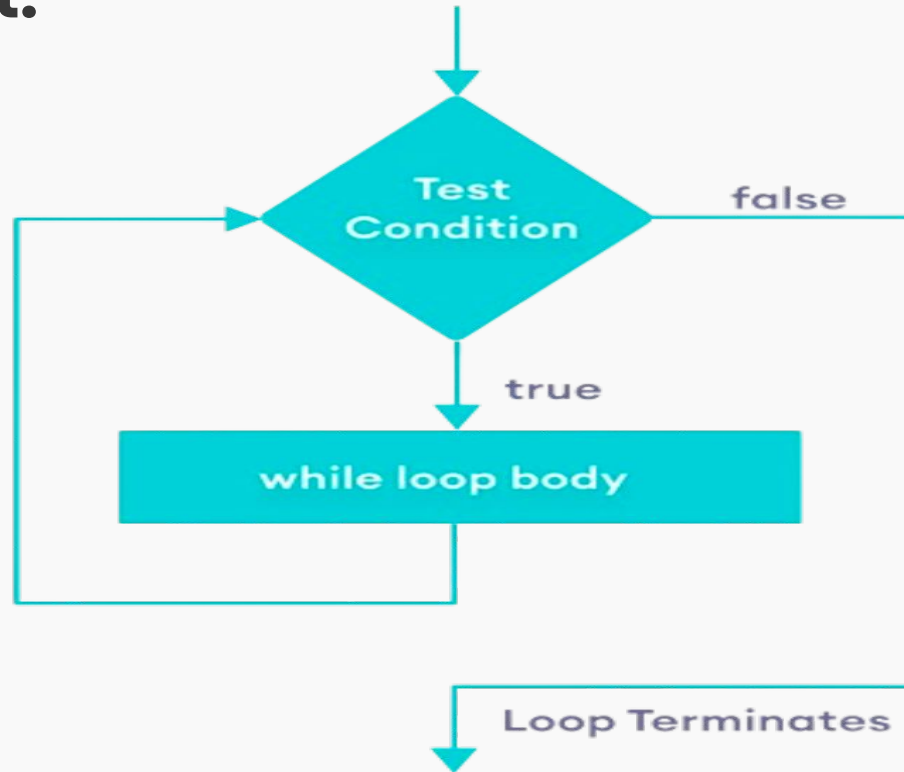 Test
Condition
false
true
while loop body
Loop Terminates